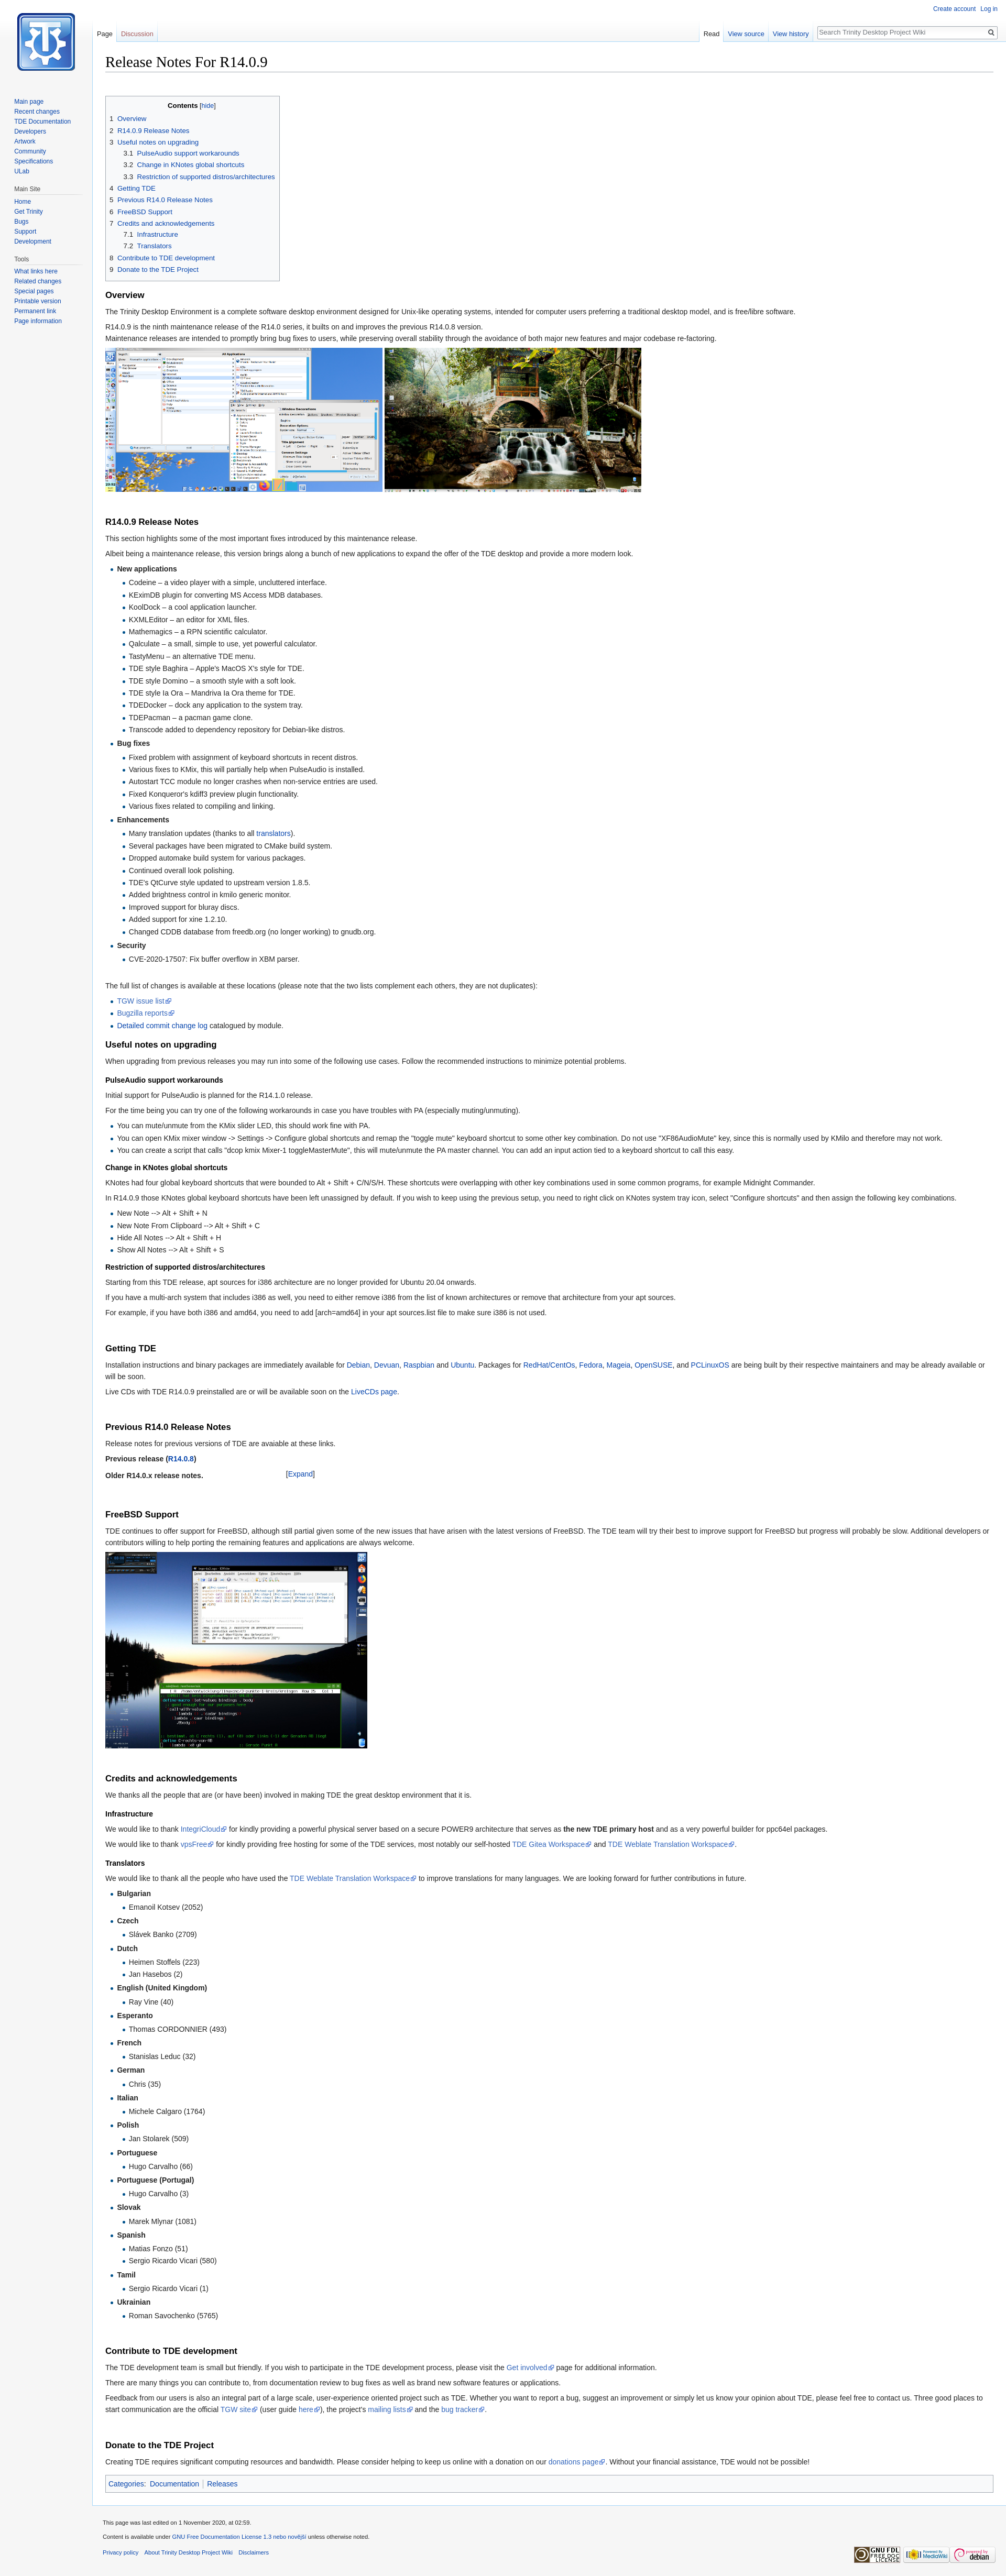 Create account Log in
Page Discussion Read View source View history Search Trinity Desktop Project Wiki
Main page
Recent changes
TDE Documentation
Developers
Artwork
Community
Specifications
ULab
Main Site
Home
Get Trinity
Bugs
Support
Development
Tools
What links here
Related changes
Special pages
Printable version
Permanent link
Page information
Release Notes For R14.0.9
Contents [hide]
1 Overview
2 R14.0.9 Release Notes
3 Useful notes on upgrading
3.1 PulseAudio support workarounds
3.2 Change in KNotes global shortcuts
3.3 Restriction of supported distros/architectures
4 Getting TDE
5 Previous R14.0 Release Notes
6 FreeBSD Support
7 Credits and acknowledgements
7.1 Infrastructure
7.2 Translators
8 Contribute to TDE development
9 Donate to the TDE Project
Overview
The Trinity Desktop Environment is a complete software desktop environment designed for Unix-like operating systems, intended for computer users preferring a traditional desktop model, and is free/libre software.
R14.0.9 is the ninth maintenance release of the R14.0 series, it builts on and improves the previous R14.0.8 version.
Maintenance releases are intended to promptly bring bug fixes to users, while preserving overall stability through the avoidance of both major new features and major codebase re-factoring.
R14.0.9 Release Notes
This section highlights some of the most important fixes introduced by this maintenance release.
Albeit being a maintenance release, this version brings along a bunch of new applications to expand the offer of the TDE desktop and provide a more modern look.
New applications
Codeine – a video player with a simple, uncluttered interface.
KEximDB plugin for converting MS Access MDB databases.
KoolDock – a cool application launcher.
KXMLEditor – an editor for XML files.
Mathemagics – a RPN scientific calculator.
Qalculate – a small, simple to use, yet powerful calculator.
TastyMenu – an alternative TDE menu.
TDE style Baghira – Apple's MacOS X's style for TDE.
TDE style Domino – a smooth style with a soft look.
TDE style Ia Ora – Mandriva Ia Ora theme for TDE.
TDEDocker – dock any application to the system tray.
TDEPacman – a pacman game clone.
Transcode added to dependency repository for Debian-like distros.
Bug fixes
Fixed problem with assignment of keyboard shortcuts in recent distros.
Various fixes to KMix, this will partially help when PulseAudio is installed.
Autostart TCC module no longer crashes when non-service entries are used.
Fixed Konqueror's kdiff3 preview plugin functionality.
Various fixes related to compiling and linking.
Enhancements
Many translation updates (thanks to all translators).
Several packages have been migrated to CMake build system.
Dropped automake build system for various packages.
Continued overall look polishing.
TDE's QtCurve style updated to upstream version 1.8.5.
Added brightness control in kmilo generic monitor.
Improved support for bluray discs.
Added support for xine 1.2.10.
Changed CDDB database from freedb.org (no longer working) to gnudb.org.
Security
CVE-2020-17507: Fix buffer overflow in XBM parser.
The full list of changes is available at these locations (please note that the two lists complement each others, they are not duplicates):
TGW issue list
Bugzilla reports
Detailed commit change log catalogued by module.
Useful notes on upgrading
When upgrading from previous releases you may run into some of the following use cases. Follow the recommended instructions to minimize potential problems.
PulseAudio support workarounds
Initial support for PulseAudio is planned for the R14.1.0 release.
For the time being you can try one of the following workarounds in case you have troubles with PA (especially muting/unmuting).
You can mute/unmute from the KMix slider LED, this should work fine with PA.
You can open KMix mixer window -> Settings -> Configure global shortcuts and remap the "toggle mute" keyboard shortcut to some other key combination. Do not use "XF86AudioMute" key, since this is normally used by KMilo and therefore may not work.
You can create a script that calls "dcop kmix Mixer-1 toggleMasterMute", this will mute/unmute the PA master channel. You can add an input action tied to a keyboard shortcut to call this easy.
Change in KNotes global shortcuts
KNotes had four global keyboard shortcuts that were bounded to Alt + Shift + C/N/S/H. These shortcuts were overlapping with other key combinations used in some common programs, for example Midnight Commander.
In R14.0.9 those KNotes global keyboard shortcuts have been left unassigned by default. If you wish to keep using the previous setup, you need to right click on KNotes system tray icon, select "Configure shortcuts" and then assign the following key combinations.
New Note --> Alt + Shift + N
New Note From Clipboard --> Alt + Shift + C
Hide All Notes --> Alt + Shift + H
Show All Notes --> Alt + Shift + S
Restriction of supported distros/architectures
Starting from this TDE release, apt sources for i386 architecture are no longer provided for Ubuntu 20.04 onwards.
If you have a multi-arch system that includes i386 as well, you need to either remove i386 from the list of known architectures or remove that architecture from your apt sources.
For example, if you have both i386 and amd64, you need to add [arch=amd64] in your apt sources.list file to make sure i386 is not used.
Getting TDE
Installation instructions and binary packages are immediately available for Debian, Devuan, Raspbian and Ubuntu. Packages for RedHat/CentOs, Fedora, Mageia, OpenSUSE, and PCLinuxOS are being built by their respective maintainers and may be already available or
will be soon.
Live CDs with TDE R14.0.9 preinstalled are or will be available soon on the LiveCDs page.
Previous R14.0 Release Notes
Release notes for previous versions of TDE are avaiable at these links.
Previous release (R14.0.8)
Older R14.0.x release notes. [Expand]
FreeBSD Support
TDE continues to offer support for FreeBSD, although still partial given some of the new issues that have arisen with the latest versions of FreeBSD. The TDE team will try their best to improve support for FreeBSD but progress will probably be slow. Additional developers or
contributors willing to help porting the remaining features and applications are always welcome.
Credits and acknowledgements
We thanks all the people that are (or have been) involved in making TDE the great desktop environment that it is.
Infrastructure
We would like to thank IntegriCloud for kindly providing a powerful physical server based on a secure POWER9 architecture that serves as the new TDE primary host and as a very powerful builder for ppc64el packages.
We would like to thank vpsFree for kindly providing free hosting for some of the TDE services, most notably our self-hosted TDE Gitea Workspace and TDE Weblate Translation Workspace.
Translators
We would like to thank all the people who have used the TDE Weblate Translation Workspace to improve translations for many languages. We are looking forward for further contributions in future.
Bulgarian
Emanoil Kotsev (2052)
Czech
Slávek Banko (2709)
Dutch
Heimen Stoffels (223)
Jan Hasebos (2)
English (United Kingdom)
Ray Vine (40)
Esperanto
Thomas CORDONNIER (493)
French
Stanislas Leduc (32)
German
Chris (35)
Italian
Michele Calgaro (1764)
Polish
Jan Stolarek (509)
Portuguese
Hugo Carvalho (66)
Portuguese (Portugal)
Hugo Carvalho (3)
Slovak
Marek Mlynar (1081)
Spanish
Matias Fonzo (51)
Sergio Ricardo Vicari (580)
Tamil
Sergio Ricardo Vicari (1)
Ukrainian
Roman Savochenko (5765)
Contribute to TDE development
The TDE development team is small but friendly. If you wish to participate in the TDE development process, please visit the Get involved page for additional information.
There are many things you can contribute to, from documentation review to bug fixes as well as brand new software features or applications.
Feedback from our users is also an integral part of a large scale, user-experience oriented project such as TDE. Whether you want to report a bug, suggest an improvement or simply let us know your opinion about TDE, please feel free to contact us. Three good places to
start communication are the official TGW site (user guide here), the project's mailing lists and the bug tracker.
Donate to the TDE Project
Creating TDE requires significant computing resources and bandwidth. Please consider helping to keep us online with a donation on our donations page. Without your financial assistance, TDE would not be possible!
Categories: Documentation Releases
This page was last edited on 1 November 2020, at 02:59.
Content is available under GNU Free Documentation License 1.3 nebo novější unless otherwise noted.
Privacy policy About Trinity Desktop Project Wiki Disclaimers
GNU FDL
FREE DOC
LICENSE
Powered By
MediaWiki
powered by
debian